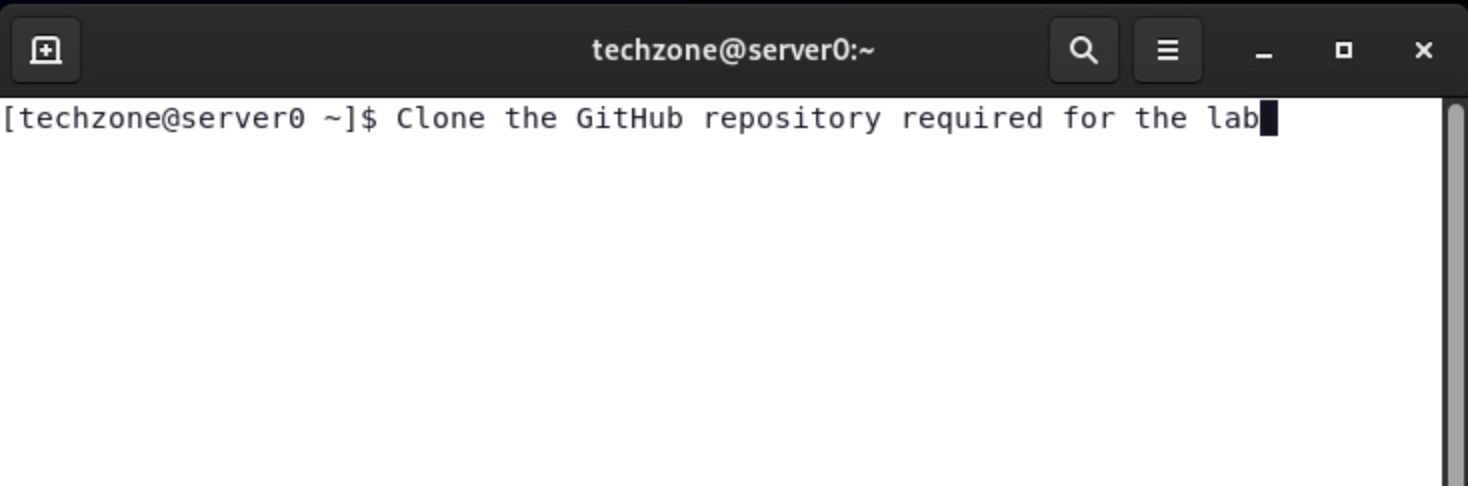 techzone@server0:~
[techzone@server0 ~]$ Clone the GitHub repository required for the lab